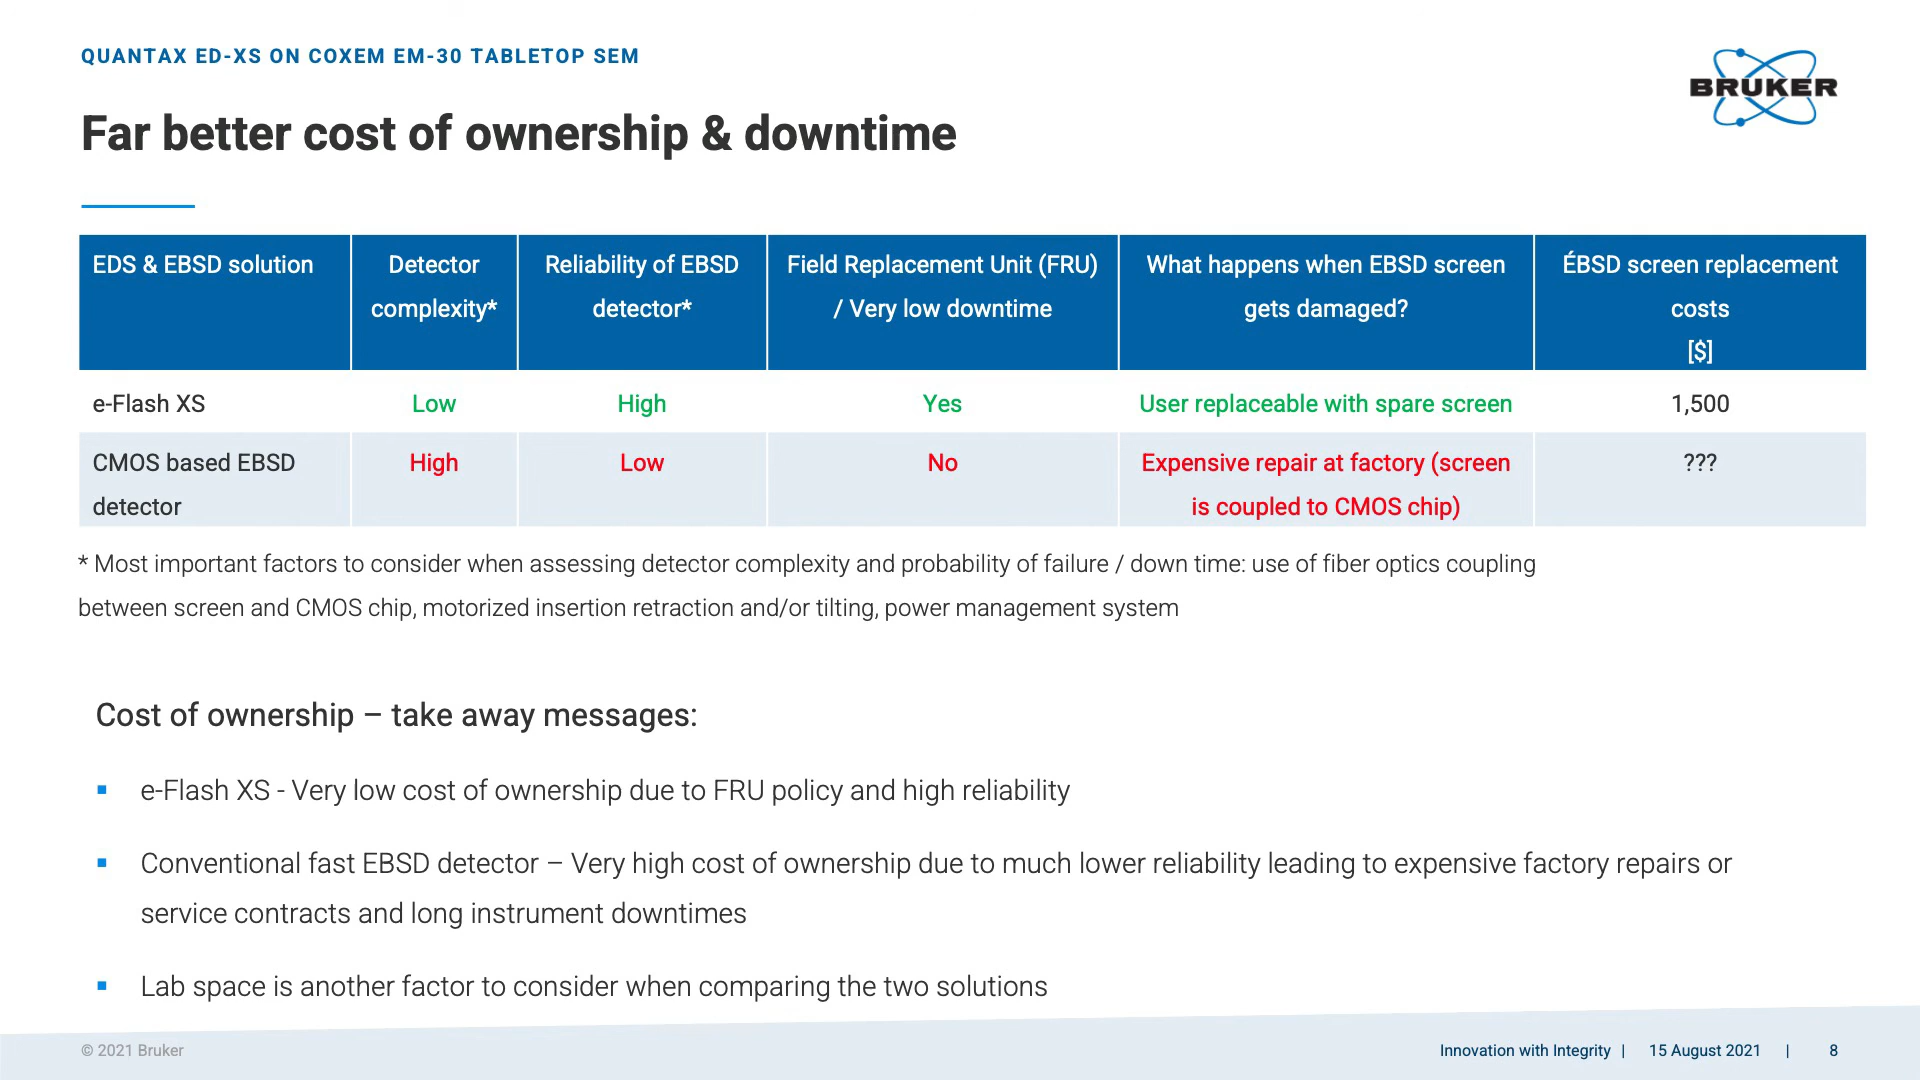 QUANTAX ED-XS ON COXEM EM-30 TABLETOP SEM
BRUKER
Far better cost of ownership & downtime
EDS & EBSD solution
Detector
complexity*
Reliability of EBSD
detector*
Field Replacement Unit (FRU)
/ Very low downtime
What happens when EBSD screen
gets damaged?
ÉBSD screen replacement
costs
[$]
e-Flash XS
Low
High
Yes
User replaceable with spare screen
1,500
CMOS based EBSD
detector
High
Low
No
Expensive repair at factory (screen
is coupled to CMOS chip)
???
* Most important factors to consider when assessing detector complexity and probability of failure / down time: use of fiber optics coupling
between screen and CMOS chip, motorized insertion retraction and/or tilting, power management system
Cost of ownership – take away messages:
▪ e-Flash XS - Very low cost of ownership due to FRU policy and high reliability
▪ Conventional fast EBSD detector – Very high cost of ownership due to much lower reliability leading to expensive factory repairs or
service contracts and long instrument downtimes
▪ Lab space is another factor to consider when comparing the two solutions
© 2021 Bruker
Innovation with Integrity | 15 August 2021 | 8